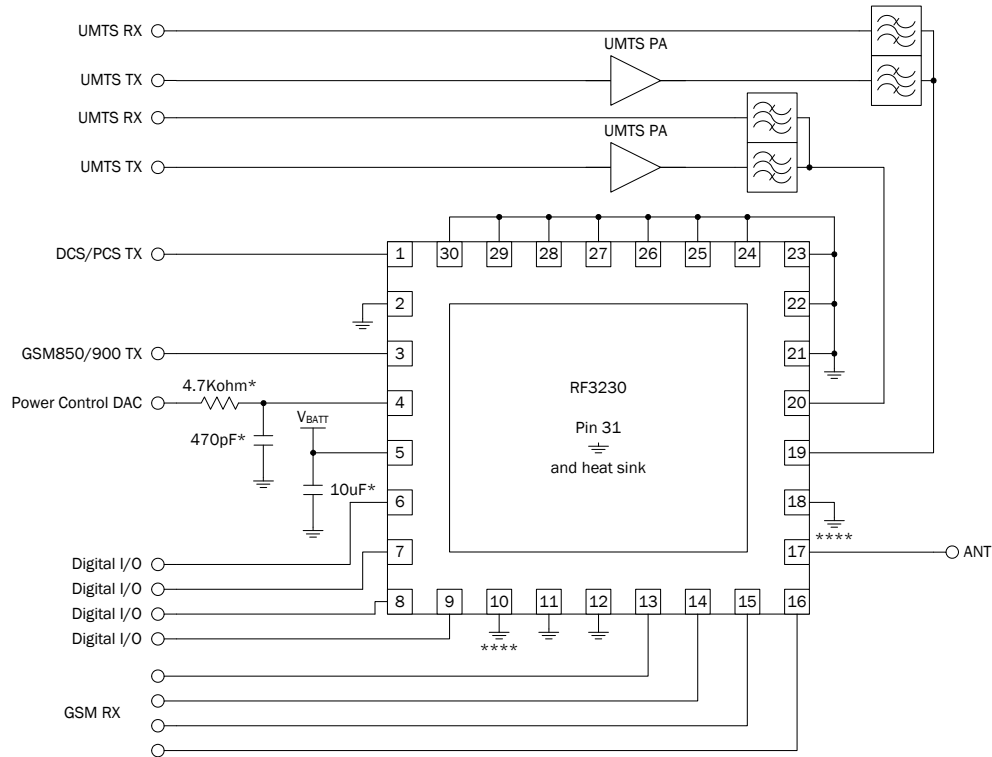 UMTS RX
UMTS PA
UMTS TX
UMTS RX
UMTS PA
UMTS TX
DCS/PCS TX
1
30
29
28
27
26
25
24
23
2
22
GSM850/900 TX
3
21
4.7Kohm*
RF3230
Power Control DAC
4
20
VBATT
Pin 31
470pF*
5
19
and heat sink
10uF*
6
18
****
7
17
ANT
Digital I/O
Digital I/O
8
9
10
11
12
13
14
15
16
Digital I/O
Digital I/O
****
GSM RX